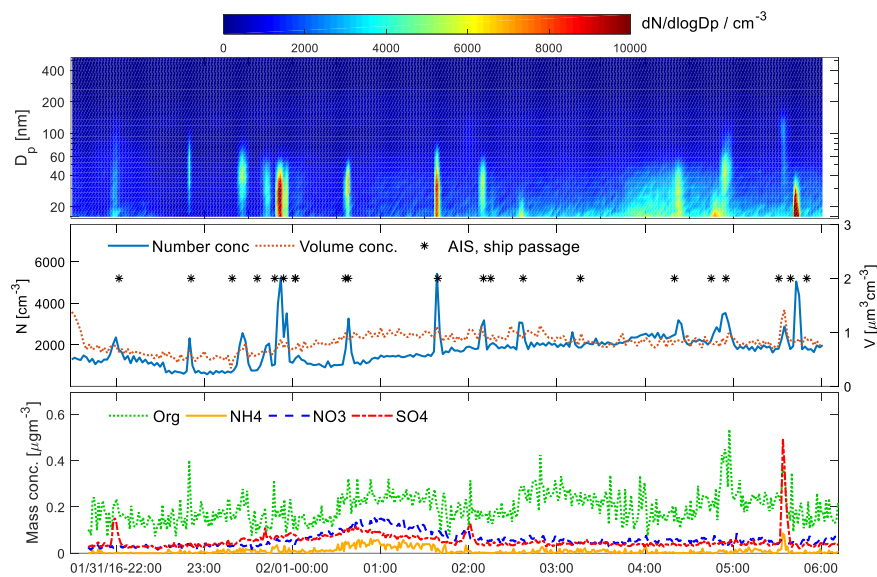 dN/dlogDp / cm-3
0 2000 4000 6000 8000 10000
Dp [nm]
400
200
100
60
40
20
Number conc Volume conc. AIS, ship passage
N [cm-3]
6000
4000
2000
3
2
1
0
V [μm3 cm-3]
Org NH4 NO3 SO4
Mass conc. [μgm-3]
0.6
0.4
0.2
0
01/31/16-22:00 23:00 02/01-00:00 01:00 02:00 03:00 04:00 05:00 06:00